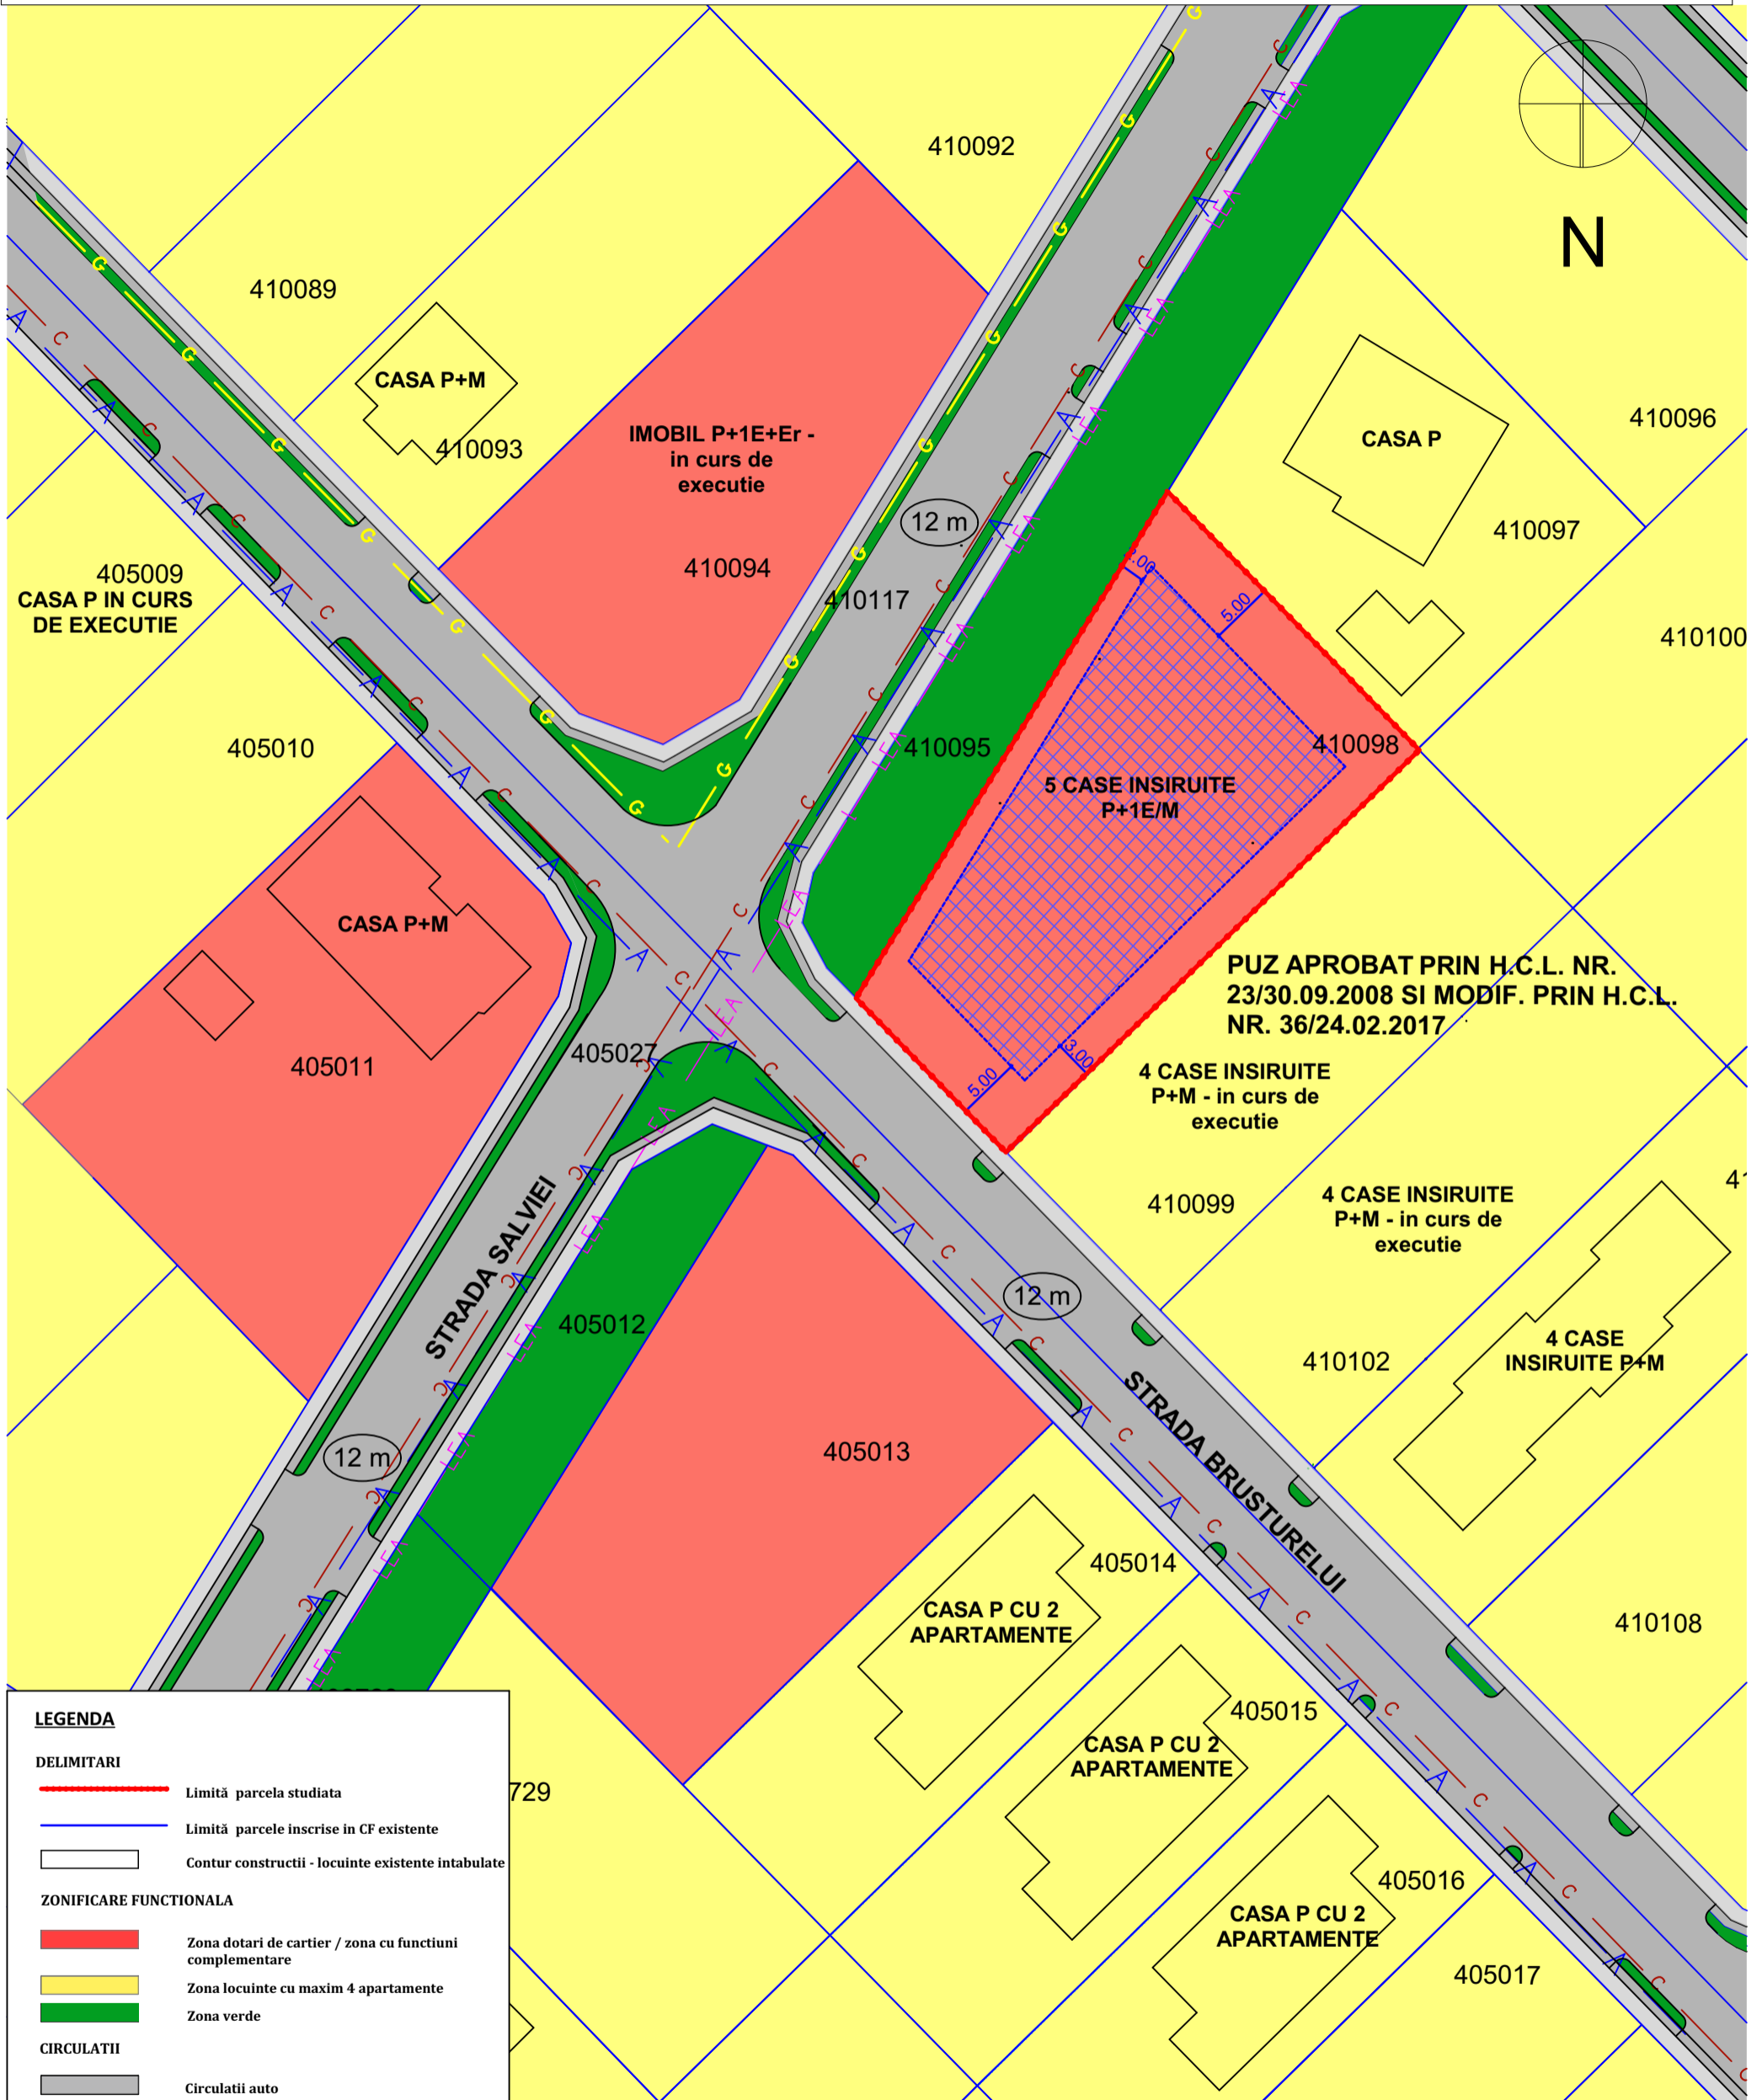 410092
N
410089
CASA P+M
410093
IMOBIL P+1E+Er -
in curs de
executie
410094
12 m
410117
CASA P
410096
410097
410100
405009
CASA P IN CURS
DE EXECUTIE
5.00
405010
410095
410098
5 CASE INSIRUITE
P+1E/M
CASA P+M
405011
405027
PUZ APROBAT PRIN H.C.L. NR.
23/30.09.2008 SI MODIF. PRIN H.C.L.
NR. 36/24.02.2017
3.00
5.00
4 CASE INSIRUITE
P+M - in curs de
executie
410099
4 CASE INSIRUITE
P+M - in curs de
executie
STRADA SALVIEI
405012
12 m
410102
4 CASE
INSIRUITE P+M
STRADA BRUSTURELUI
405013
12 m
405014
CASA P CU 2
APARTAMENTE
410108
405015
CASA P CU 2
APARTAMENTE
729
405016
CASA P CU 2
APARTAMENTE
405017
G
C
A
LEA
LEGENDA
DELIMITARI
Limită parcela studiata
Limită parcele inscrise in CF existente
Contur constructii - locuinte existente intabulate
ZONIFICARE FUNCTIONALA
Zona dotari de cartier / zona cu functiuni
complementare
Zona locuinte cu maxim 4 apartamente
Zona verde
CIRCULATII
Circulatii auto